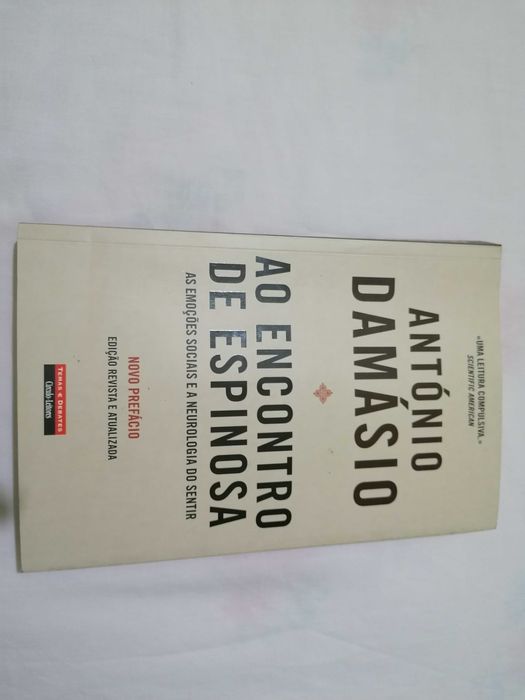 «UMA LEITURA COMPULSIVA.»
SCIENTIFIC AMERICAN
ANTÓNIO
DAMÁSIO
AO ENCONTRO
DE ESPINOSA
AS EMOÇÕES SOCIAIS E A NEUROLOGIA DO SENTIR
NOVO PREFÁCIO
EDIÇÃO REVISTA E ATUALIZADA
TEMAS E DEBATES
Círculo Leitores